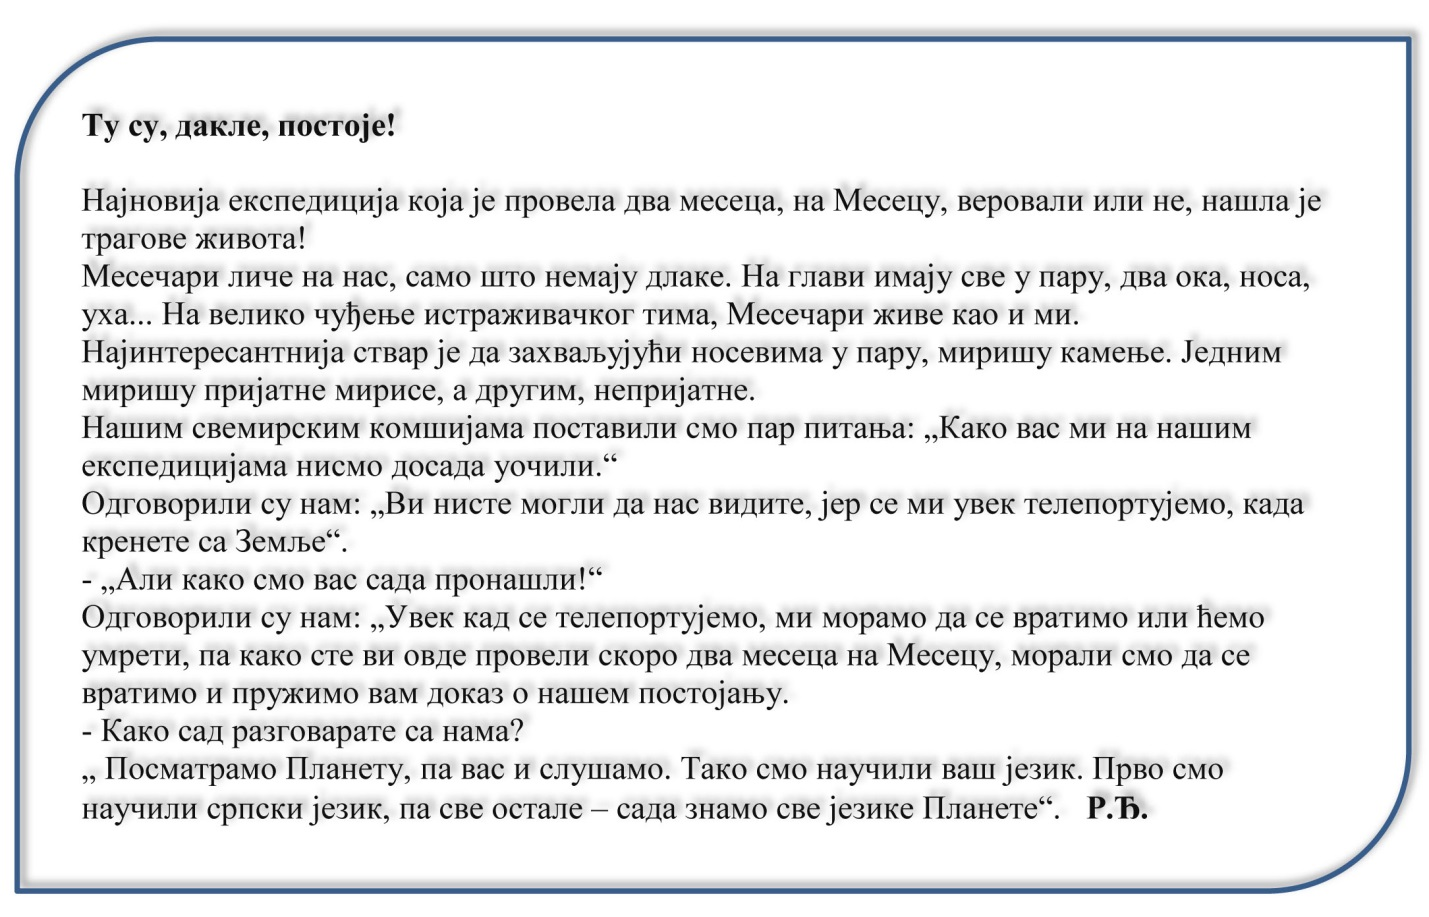 Ту су, дакле, постоје!
Најновија експедиција која је провела два месеца, на Месецу, веровали или не, нашла је
трагове живота!
Месечари личе на нас, само што немају длаке. На глави имају све у пару, два ока, носа,
уха... На велико чуђење истраживачког тима, Месечари живе као и ми.
Најинтересантнија ствар је да захваљујући носевима у пару, миришу камење. Једним
миришу пријатне мирисе, а другим, непријатне.
Нашим свемирским комшијама поставили смо пар питања: „Како вас ми на нашим
експедицијама нисмо досада уочили.“
Одговорили су нам: „Ви нисте могли да нас видите, јер се ми увек телепортујемо, када
кренете са Земље“.
- „Али како смо вас сада пронашли!“
Одговорили су нам: „Увек кад се телепортујемо, ми морамо да се вратимо или ћемо
умрети, па како сте ви овде провели скоро два месеца на Месецу, морали смо да се
вратимо и пружимо вам доказ о нашем постојању.
- Како сад разговарате са нама?
„ Посматрамо Планету, па вас и слушамо. Тако смо научили ваш језик. Прво смо
научили српски језик, па све остале – сада знамо све језике Планете“. Р.Ђ.